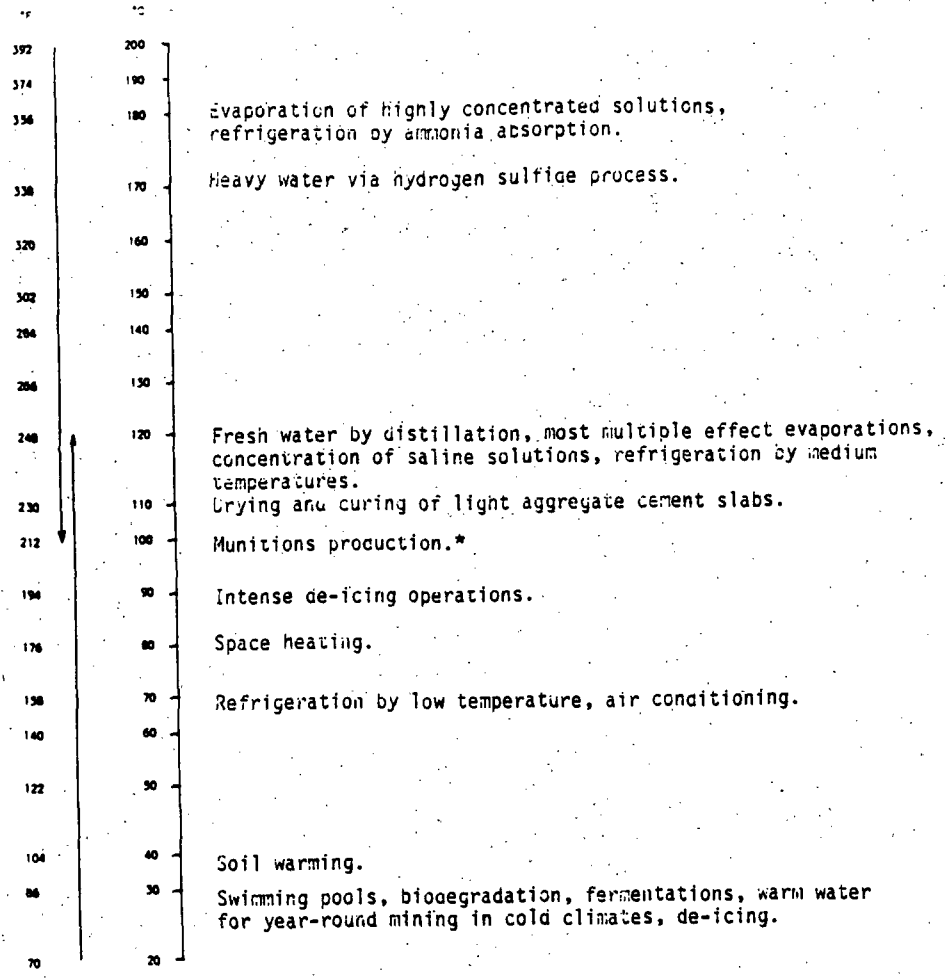 °F °C
392 200
374 190
356 180 Evaporation of highly concentrated solutions,
refrigeration by ammonia absorption.
338 170 Heavy water via hydrogen sulfide process.
320 160
302 150
284 140
266 130
248 120 Fresh water by distillation, most multiple effect evaporations,
concentration of saline solutions, refrigeration by medium
temperatures.
230 110 Drying and curing of light aggregate cement slabs.
212 100 Munitions production.*
194 90 Intense de-icing operations.
176 80 Space heating.
158 70 Refrigeration by low temperature, air conditioning.
140 60
122 50
104 40 Soil warming.
86 30 Swimming pools, biodegradation, fermentations, warm water
for year-round mining in cold climates, de-icing.
70 20